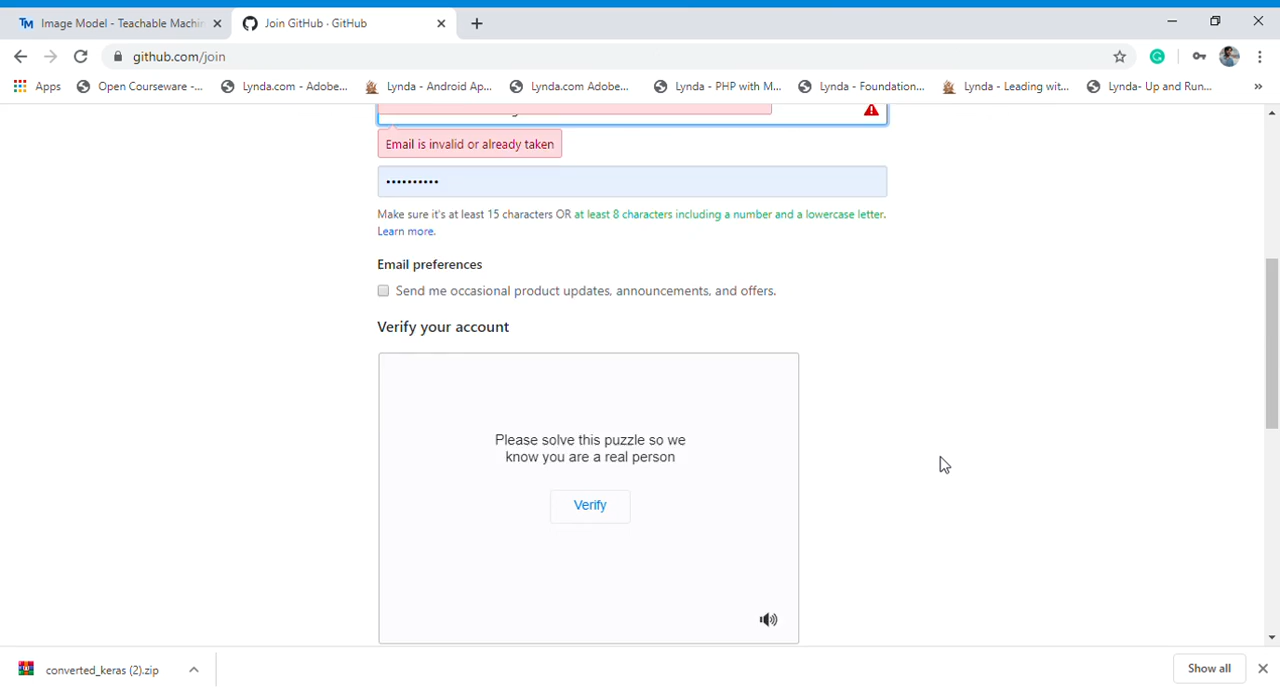 Image Model - Teachable Machin
Join GitHub · GitHub
github.com/join
Apps
Open Courseware -...
Lynda.com - Adobe...
Lynda - Android Ap...
Lynda.com Adobe...
Lynda - PHP with M...
Lynda - Foundation...
Lynda - Leading wit...
Lynda- Up and Run...
»
Email is invalid or already taken
••••••••••
Make sure it's at least 15 characters OR at least 8 characters including a number and a lowercase letter.
Learn more.
Email preferences
Send me occasional product updates, announcements, and offers.
Verify your account
Please solve this puzzle so we
know you are a real person
Verify
converted_keras (2).zip
Show all